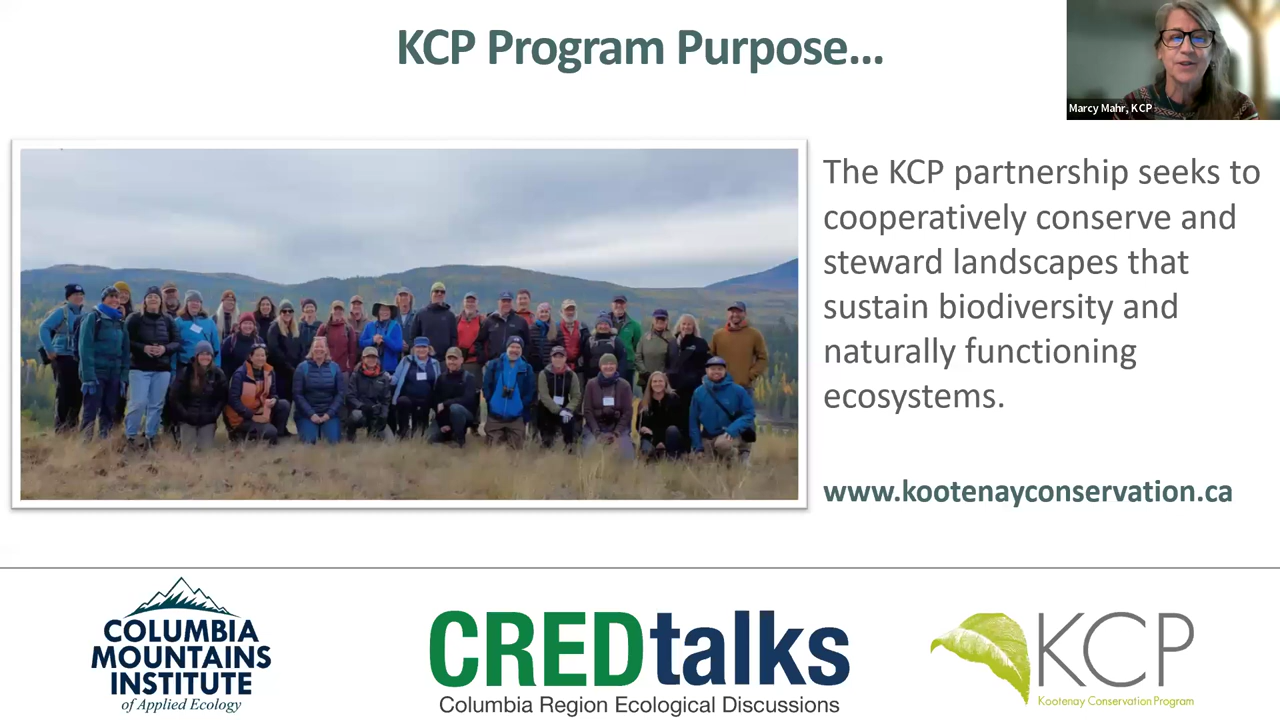 KCP Program Purpose...
Marcy Mahr, KCP
The KCP partnership seeks to
cooperatively conserve and
steward landscapes that
sustain biodiversity and
naturally functioning
ecosystems.
www.kootenayconservation.ca
COLUMBIA
MOUNTAINS
INSTITUTE
of Applied Ecology
CREDtalks
Columbia Region Ecological Discussions
KCP
Kootenay Conservation Program